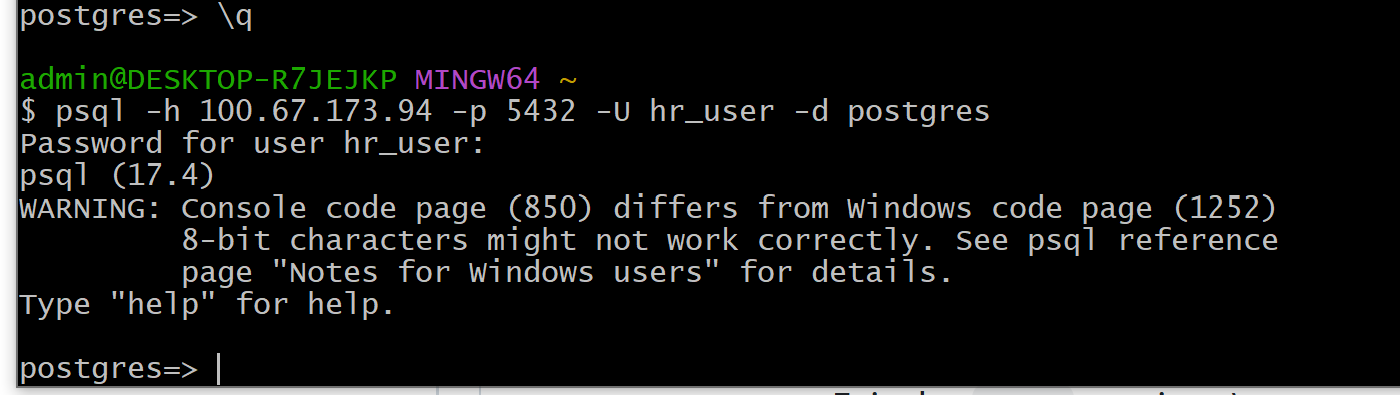 postgres=> \q
admin@DESKTOP-R7JEJKP MINGW64 ~
$ psql -h 100.67.173.94 -p 5432 -U hr_user -d postgres
Password for user hr_user:
psql (17.4)
WARNING: Console code page (850) differs from Windows code page (1252)
8-bit characters might not work correctly. See psql reference
page "Notes for Windows users" for details.
Type "help" for help.
postgres=>